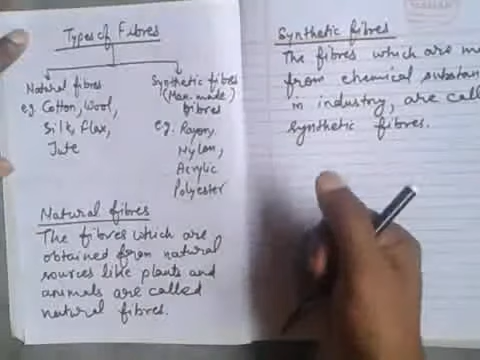 Types of Fibres
Natural fibres
eg. Cotton, Wool,
Silk, Flax,
Jute
Synthetic fibres
(Man made)
fibres
eg. Rayon,
Nylon,
Acrylic
Polyester
Natural fibres
The fibres which are
obtained from natural
sources like plants and
animals are called
natural fibres.
Synthetic fibres
The fibres which are
from chemical
in industry, are
synthetic fibres.